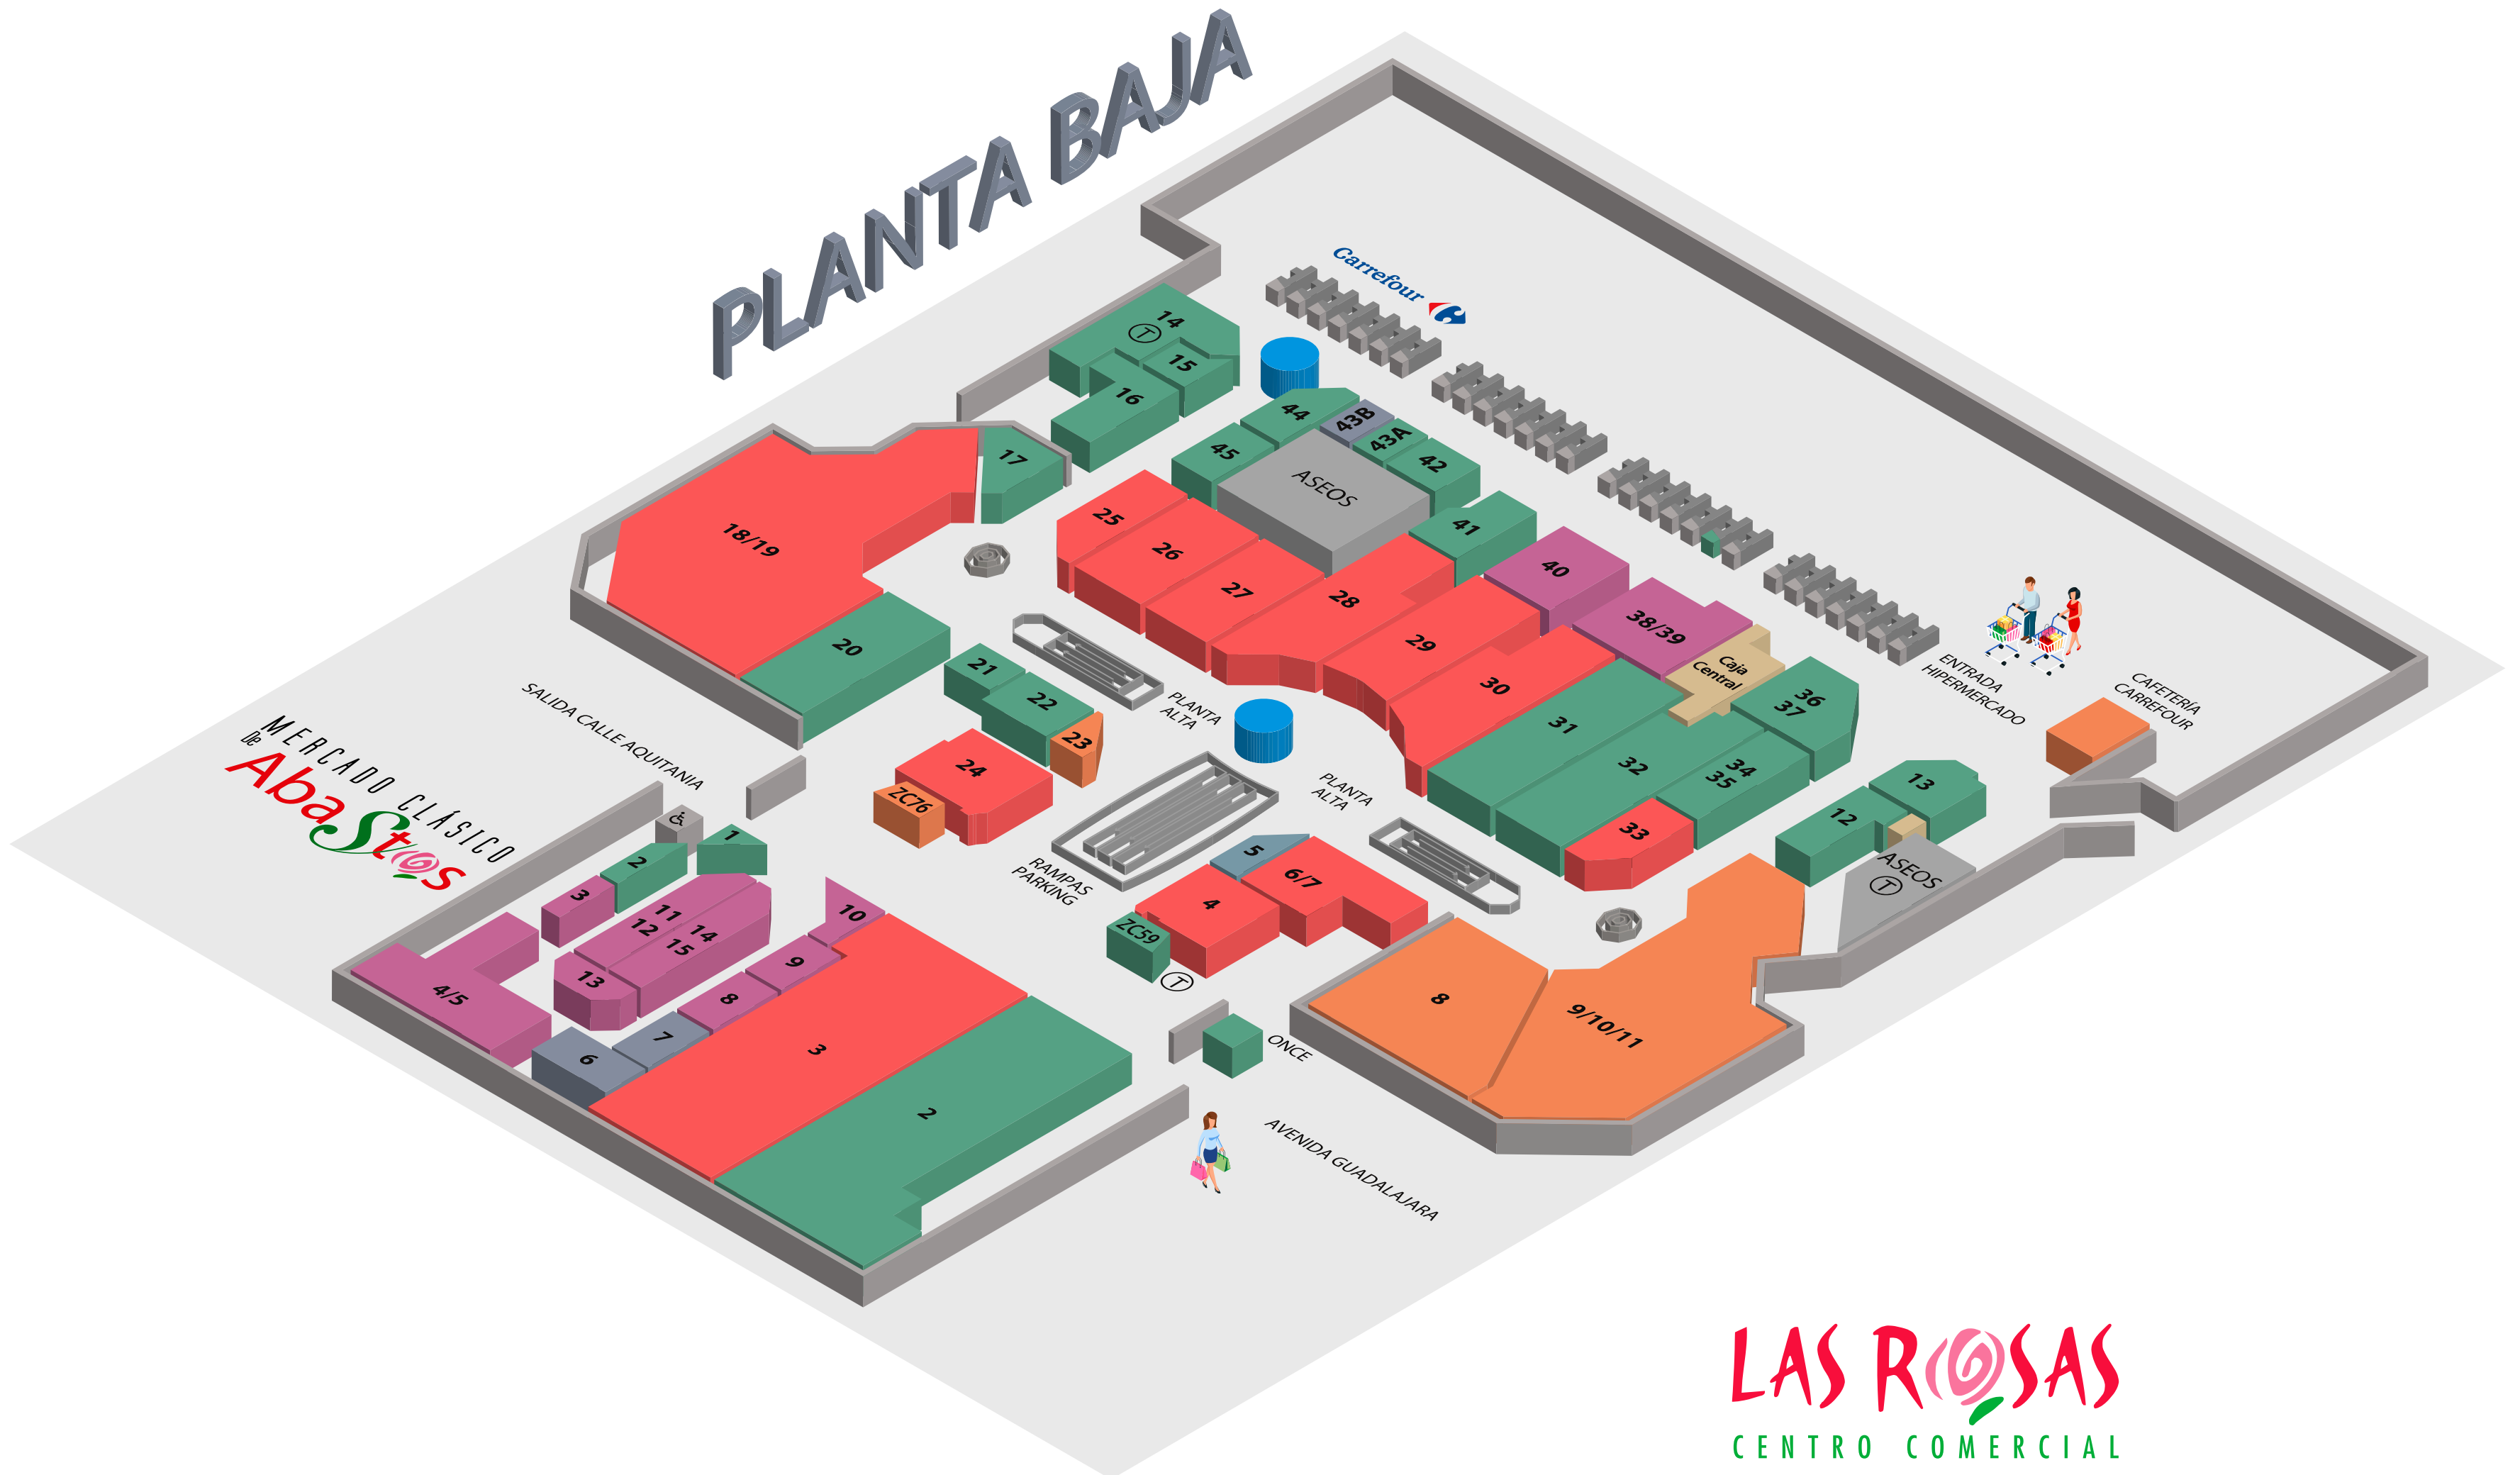 PLANTA BAJA
Carrefour
14
T
15
16
44
43B
43A
45
42
17
ASEOS
25
41
18/19
26
40
27
28
38/39
29
20
Caja
Central
21
30
ENTRADA
HIPERMERCADO
22
36
37
CAFETERÍA
CARREFOUR
SALIDA CALLE AQUITANIA
PLANTA
ALTA
31
23
MERCADO CLÁSICO
De
AbaStos
24
32
34
35
13
ZC76
PLANTA
ALTA
12
33
1
2
RAMPAS
PARKING
5
6/7
ASEOS
T
3
11
12
14
15
10
4
ZC59
T
9
13
4/5
8
8
9/10/11
7
6
3
ONCE
2
AVENIDA GUADALAJARA
LAS ROSAS
CENTRO COMERCIAL